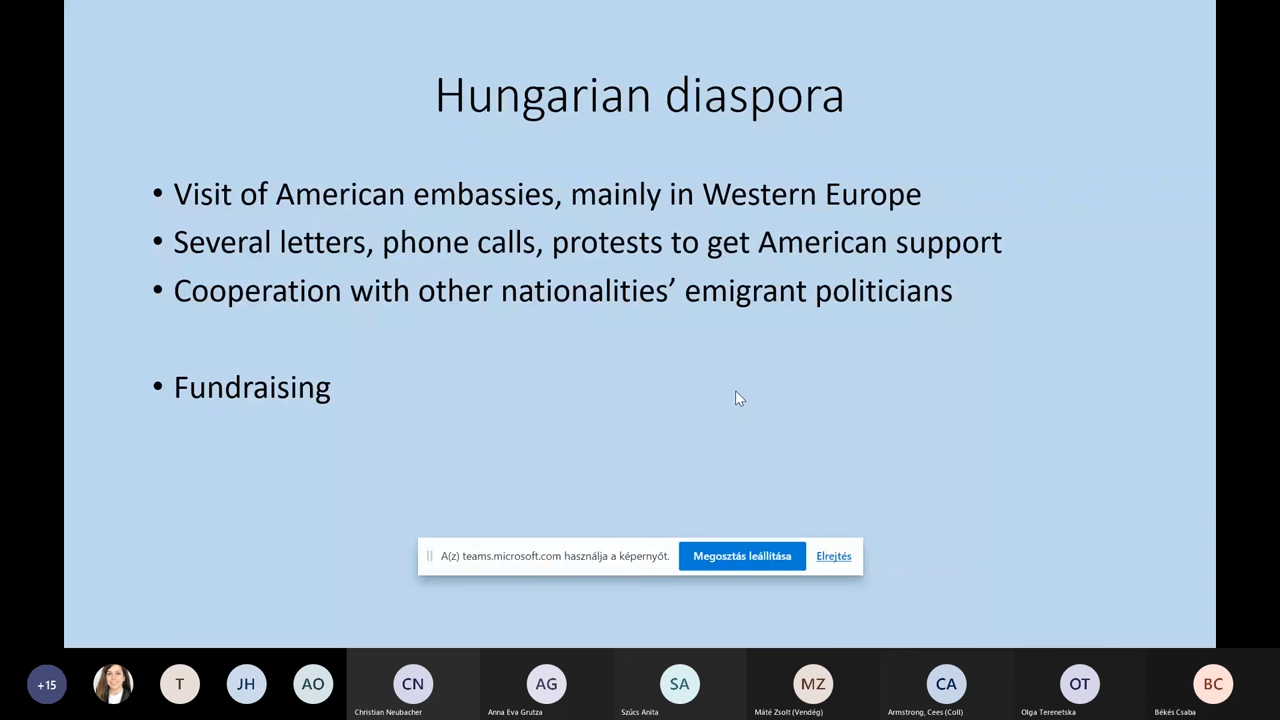 Hungarian diaspora
• Visit of American embassies, mainly in Western Europe
• Several letters, phone calls, protests to get American support
• Cooperation with other nationalities’ emigrant politicians
• Fundraising
A(z) teams.microsoft.com használja a képernyőt. Megosztás leállítása Elrejtés
+15 T JH AO CN AG SA MZ CA OT BC
Christian Neubacher Anna Eva Grutza Szűcs Anita Máté Zsolt (Vendég) Armstrong, Cees (Coll) Olga Terenetska Békés Csaba